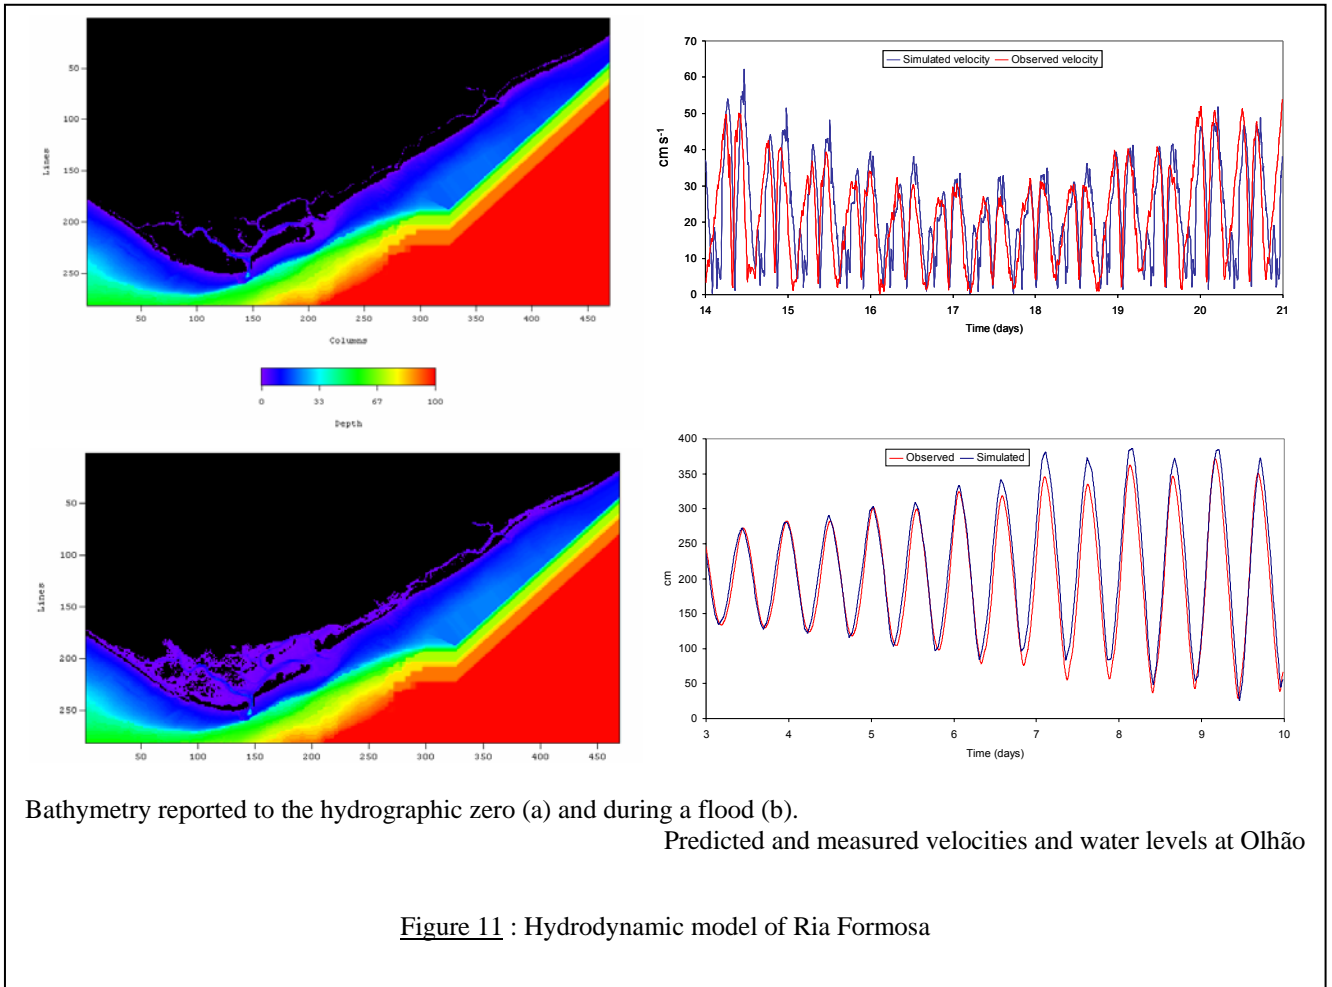 50
100
150
200
250
Lines
50 100 150 200 250 300 350 400 450
Columns
0 33 67 100
Depth
70
60
50
40
30
20
10
0
cm s-1
Simulated velocity Observed velocity
14 15 16 17 18 19 20 21
Time (days)
50
100
150
200
250
Lines
50 100 150 200 250 300 350 400 450
400
350
300
250
200
150
100
50
0
cm
Observed Simulated
3 4 5 6 7 8 9 10
Time (days)
Bathymetry reported to the hydrographic zero (a) and during a flood (b).
Predicted and measured velocities and water levels at Olhão
Figure 11 : Hydrodynamic model of Ria Formosa